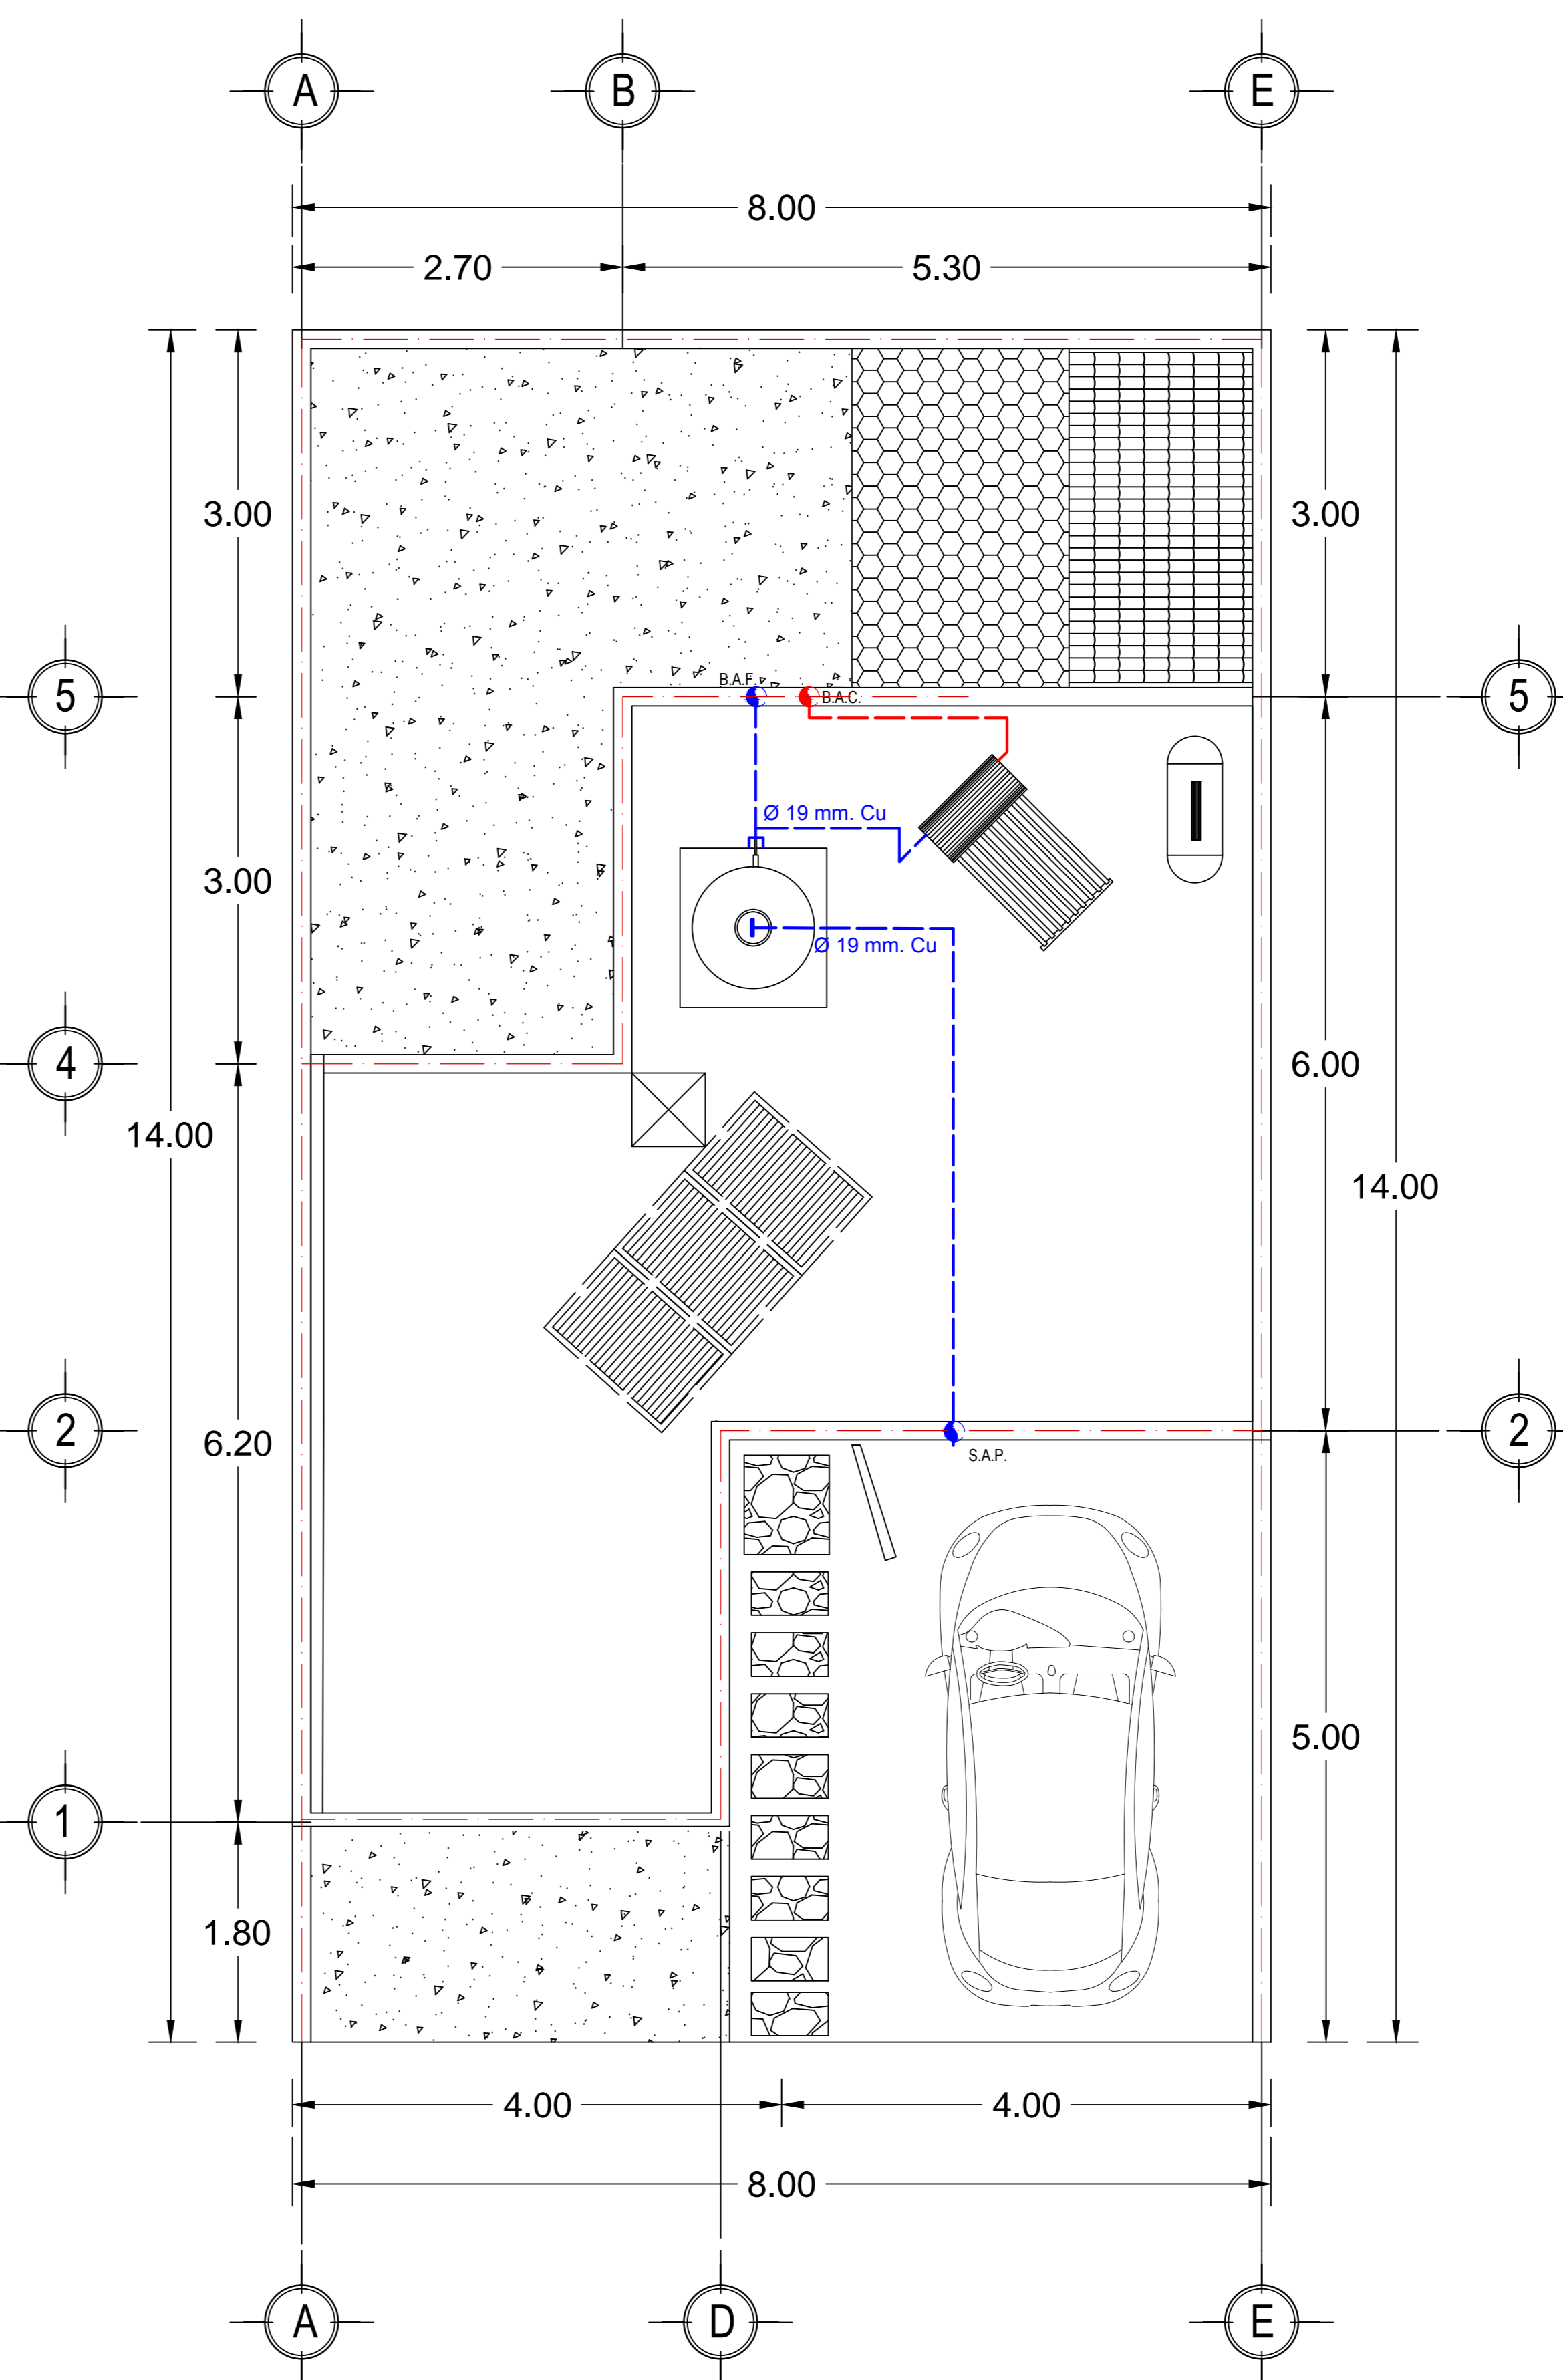 A B E
8.00
2.70 5.30
3.00 3.00
B.A.F.
B.A.C.
5 5
Ø 19 mm. Cu
3.00
Ø 19 mm. Cu
4 6.00
14.00
14.00
2 2
6.20
S.A.P.
5.00
1
1.80
4.00 4.00
8.00
A D E